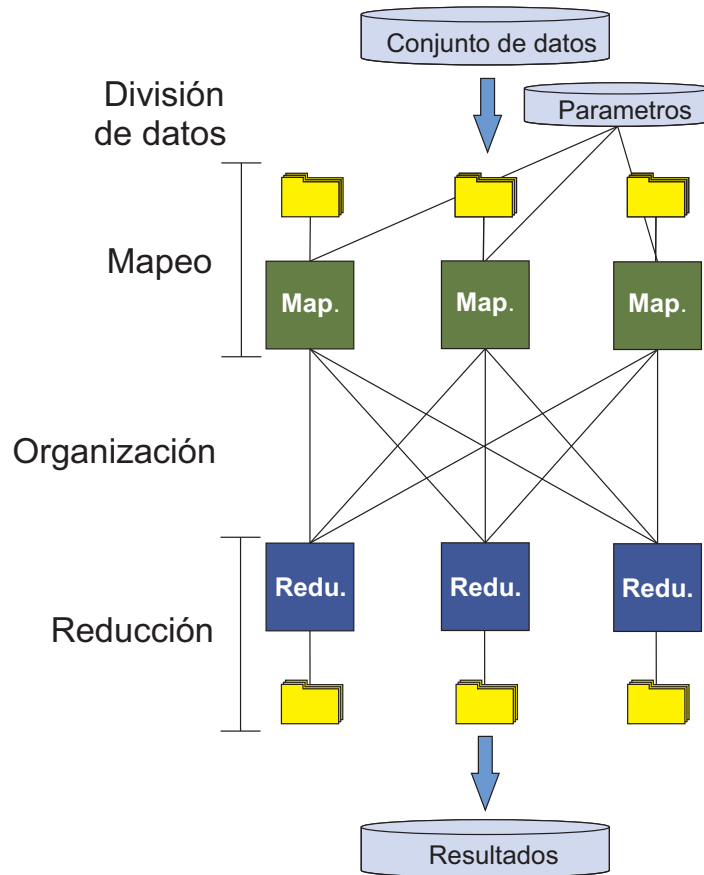 Conjunto de datos
División
de datos
Parametros
Mapeo
Map.
Map.
Map.
Organización
Redu.
Redu.
Redu.
Reducción
Resultados